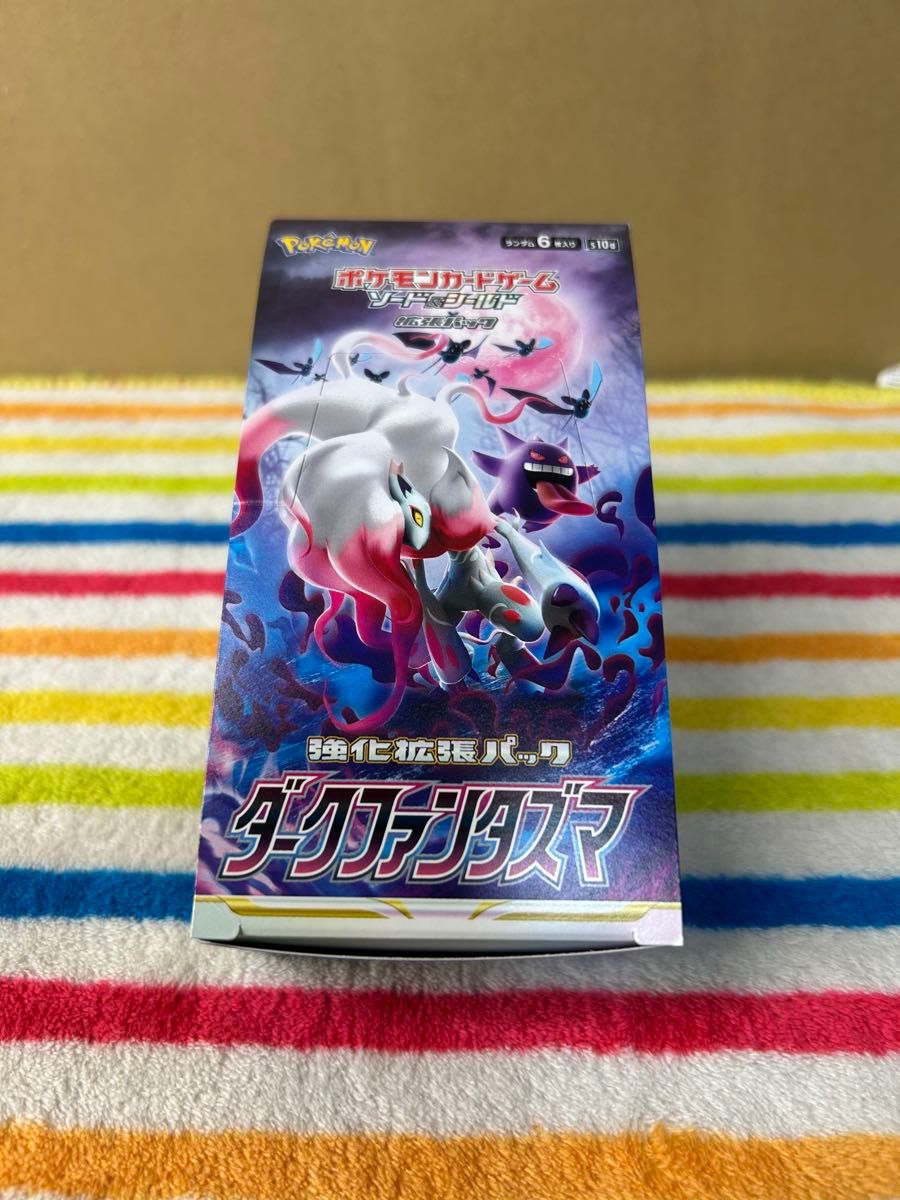 POKéMON
ランダム6枚入り
s10a
ポケモンカードゲーム
ソード&シールド
拡張パック
強化拡張パック
ダークファンタズマ